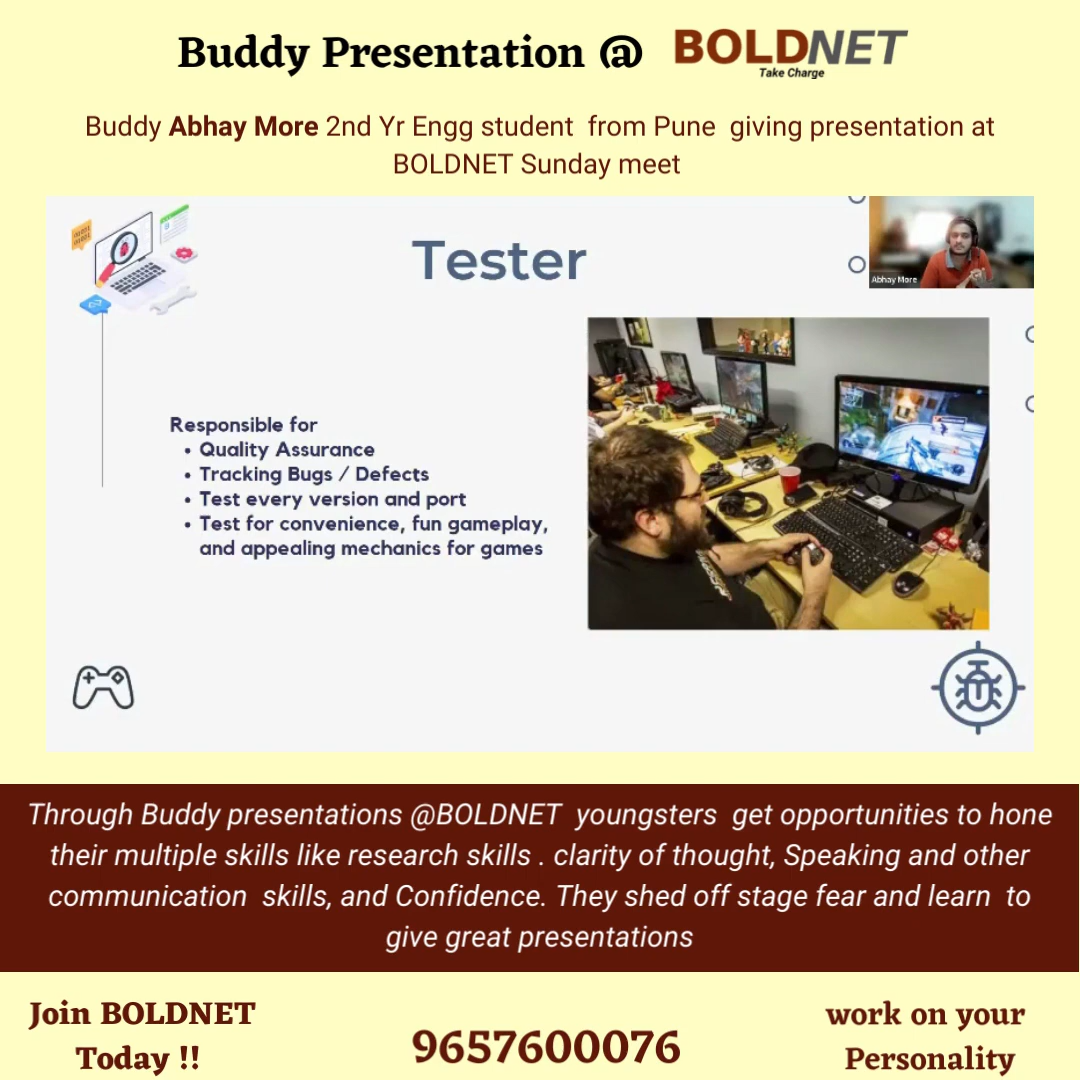 Buddy Presentation @ BOLDNET
Take Charge
Buddy Abhay More 2nd Yr Engg student from Pune giving presentation at
BOLDNET Sunday meet
Tester
Abhay More
Responsible for
• Quality Assurance
• Tracking Bugs / Defects
• Test every version and port
• Test for convenience, fun gameplay,
and appealing mechanics for games
Through Buddy presentations @BOLDNET youngsters get opportunities to hone
their multiple skills like research skills . clarity of thought, Speaking and other
communication skills, and Confidence. They shed off stage fear and learn to
give great presentations
Join BOLDNET
Today !!
9657600076
work on your
Personality